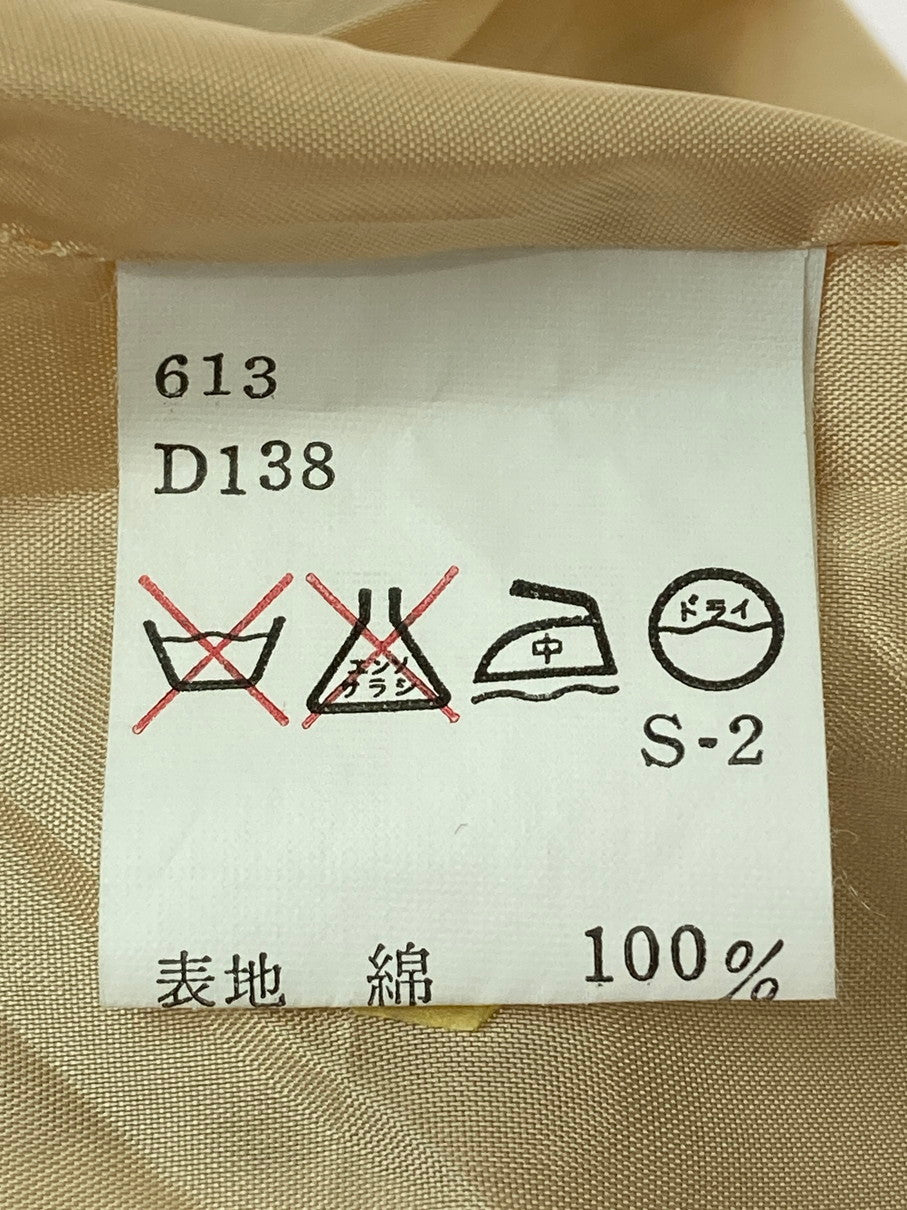 613
D138
エンソ
サラシ
中
ドライ
S-2
表地 綿 100%